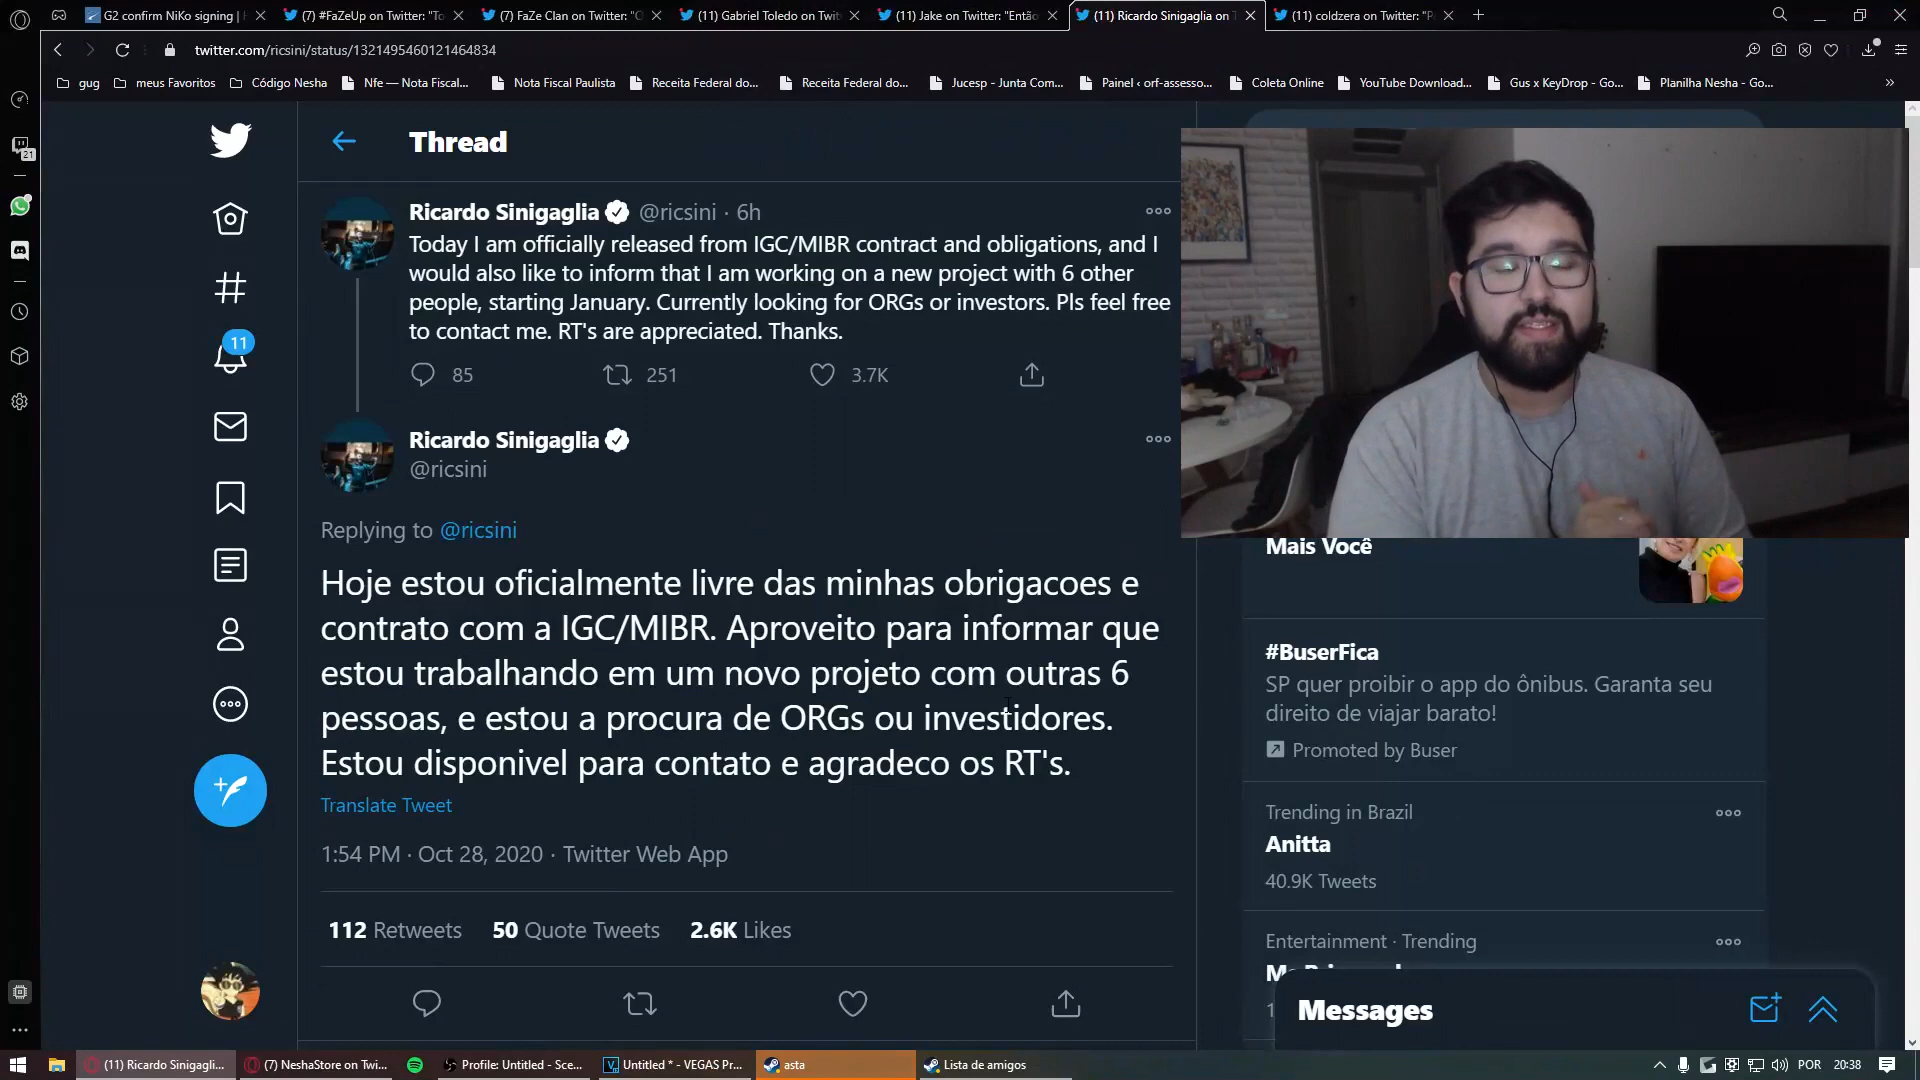 G2 confirm NiKo signing |
(7) #FaZeUp on Twitter: "To
(7) FaZe Clan on Twitter: "O
(11) Gabriel Toledo on Twit
(11) Jake on Twitter: "Então
(11) Ricardo Sinigaglia on T
(11) coldzera on Twitter: "P
twitter.com/ricsini/status/1321495460121464834
gug
meus Favoritos
Código Nesha
Nfe — Nota Fiscal...
Nota Fiscal Paulista
Receita Federal do...
Receita Federal do...
Jucesp - Junta Com...
Painel ‹ orf-assesso...
Coleta Online
YouTube Download...
Gus x KeyDrop - Go...
Planilha Nesha - Go...
21
Thread
Ricardo Sinigaglia @ricsini · 6h
Today I am officially released from IGC/MIBR contract and obligations, and I
would also like to inform that I am working on a new project with 6 other
people, starting January. Currently looking for ORGs or investors. Pls feel free
to contact me. RT's are appreciated. Thanks.
85 251 3.7K
11
Ricardo Sinigaglia
@ricsini
Replying to @ricsini
Hoje estou oficialmente livre das minhas obrigacoes e
contrato com a IGC/MIBR. Aproveito para informar que
estou trabalhando em um novo projeto com outras 6
pessoas, e estou a procura de ORGs ou investidores.
Estou disponivel para contato e agradeco os RT's.
Translate Tweet
1:54 PM · Oct 28, 2020 · Twitter Web App
112 Retweets 50 Quote Tweets 2.6K Likes
Mais Você
#BuserFica
SP quer proibir o app do ônibus. Garanta seu
direito de viajar barato!
Promoted by Buser
Trending in Brazil
Anitta
40.9K Tweets
Entertainment · Trending
Messages
(11) Ricardo Sinigagli...
(7) NeshaStore on Twi...
Profile: Untitled - Sce...
Untitled * - VEGAS Pr...
asta
Lista de amigos
POR
20:38